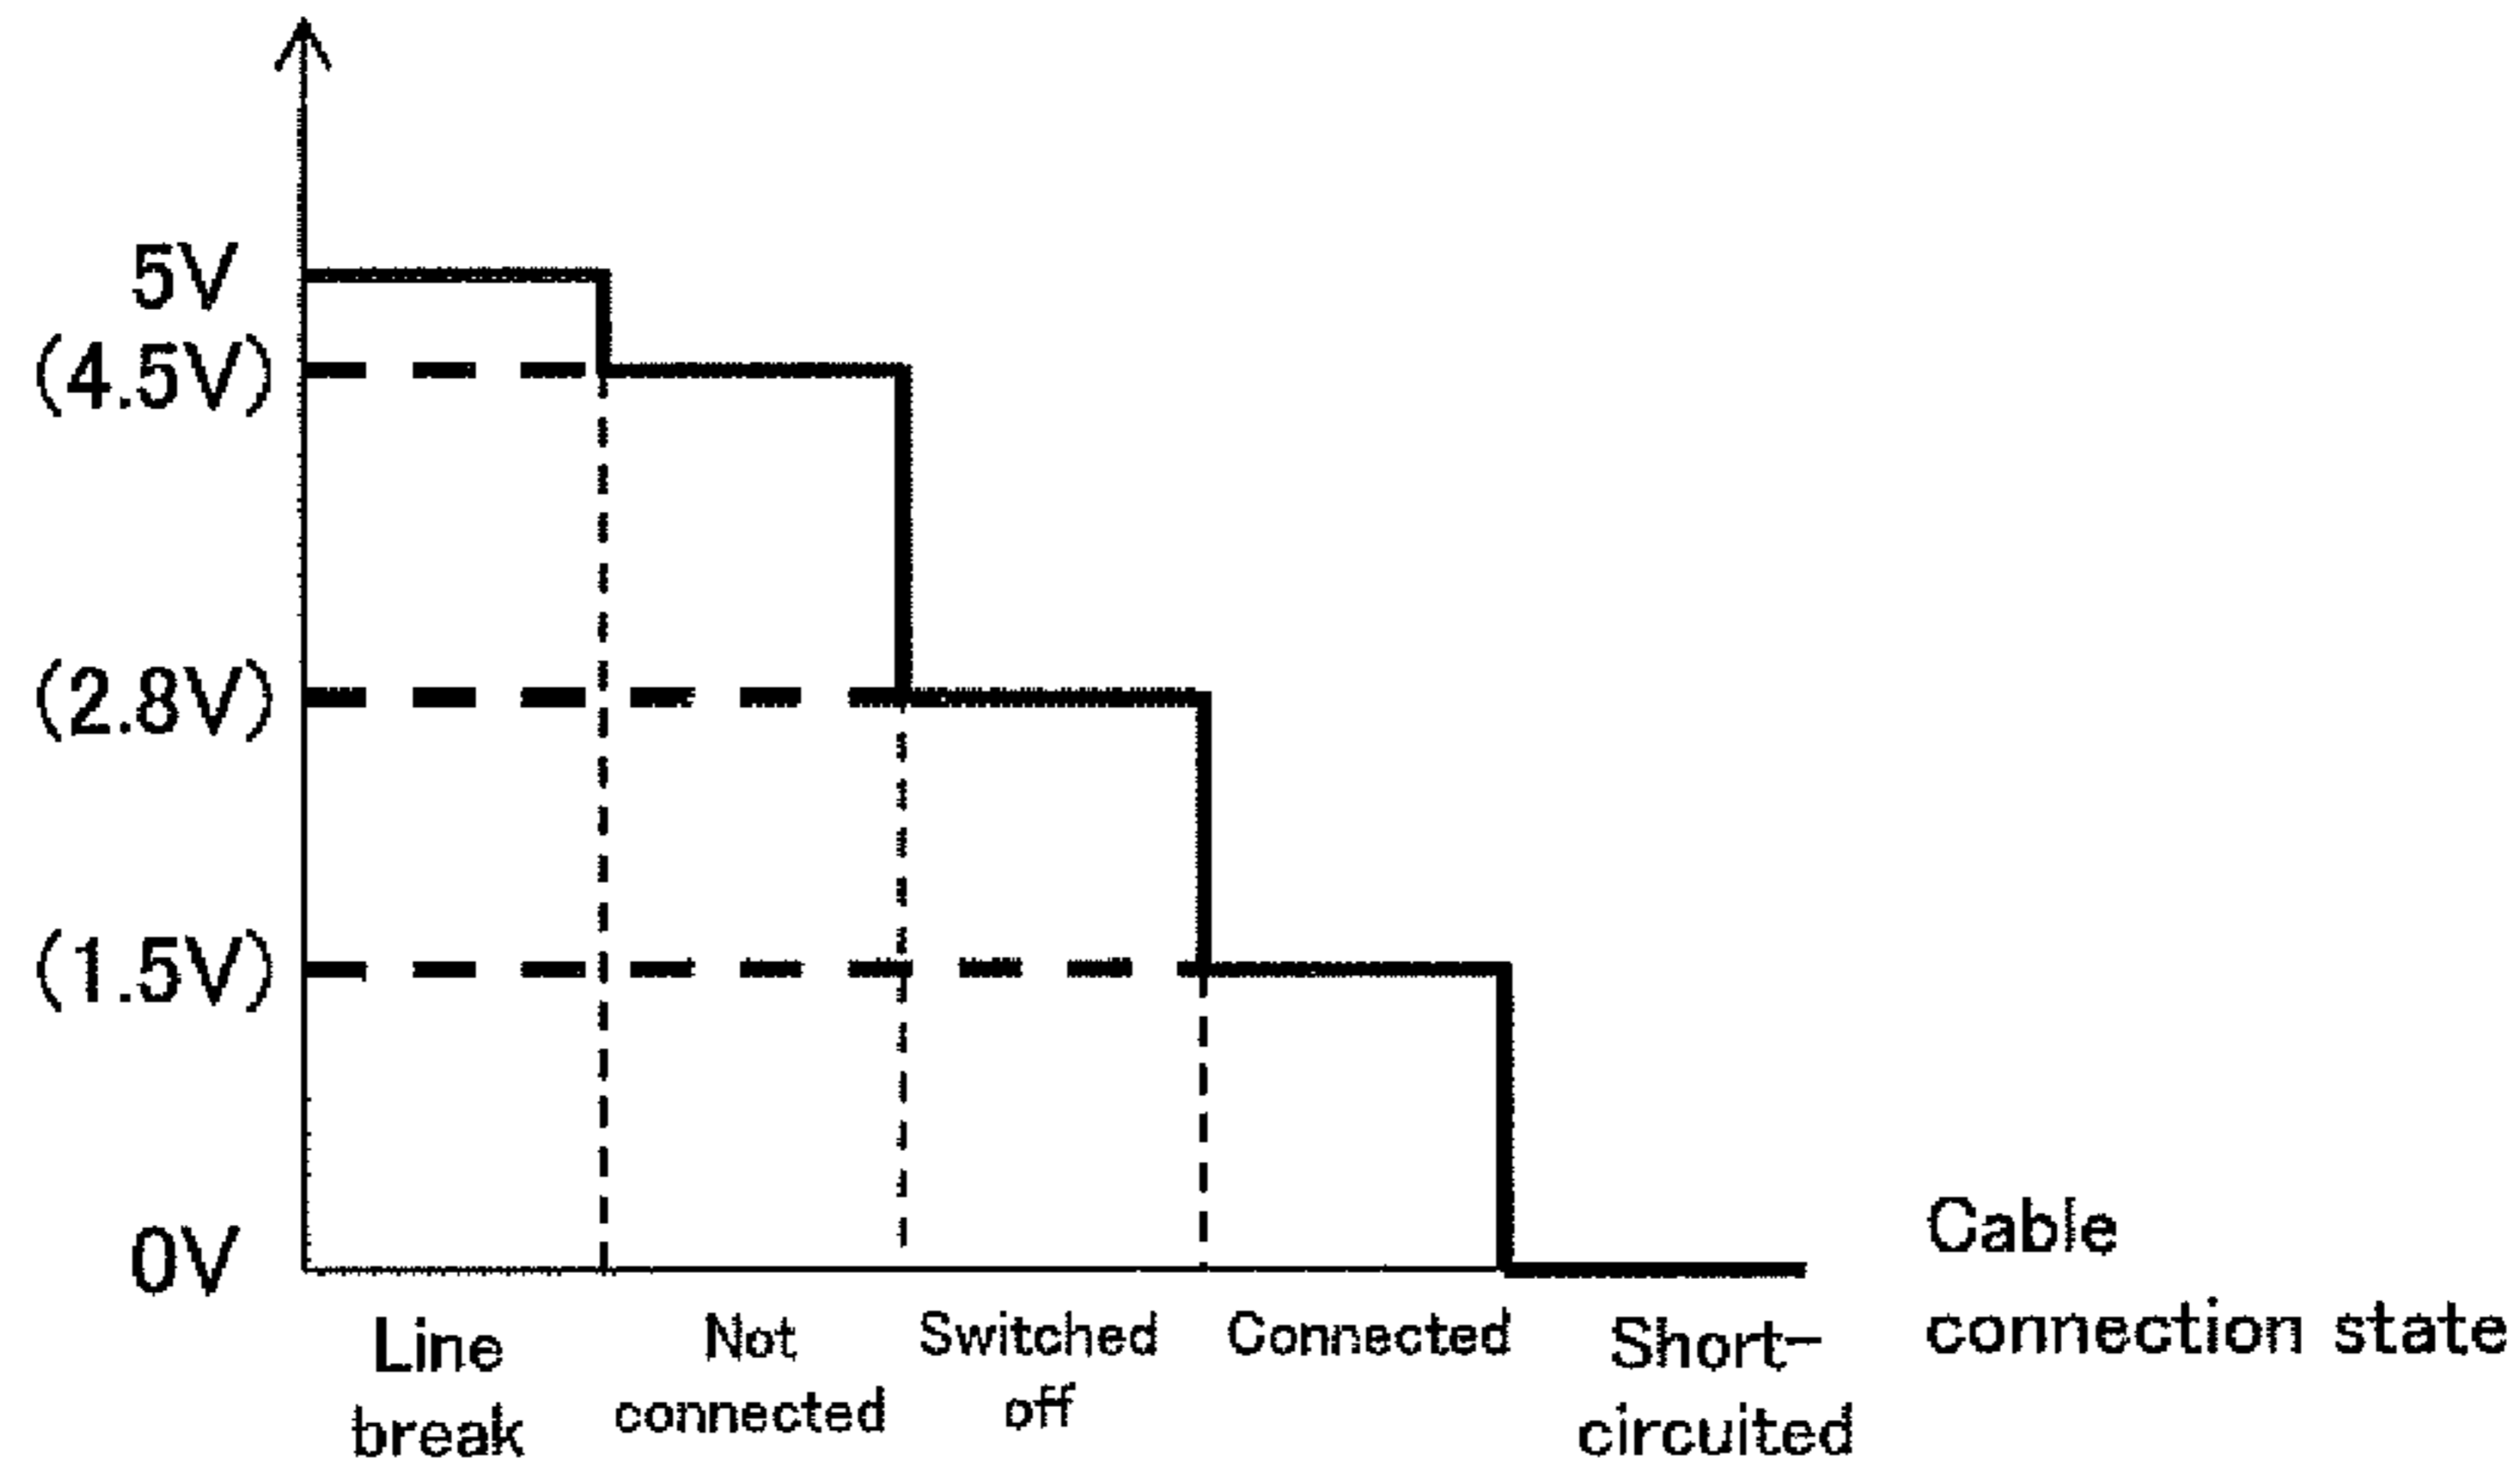 5V
(4.5V)
(2.8V)
(1.5V)
0V
Line
break
Not
connected
Switched
off
Connected
Short-
circuited
Cable
connection state